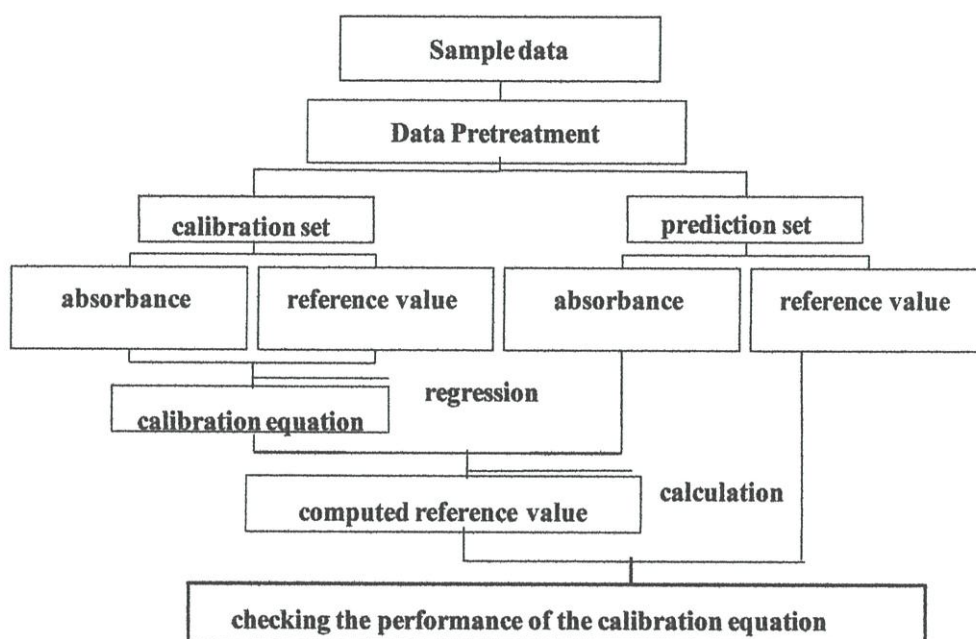 Sample data
Data Pretreatment
calibration set
prediction set
absorbance
reference value
absorbance
reference value
regression
calibration equation
calculation
computed reference value
checking the performance of the calibration equation